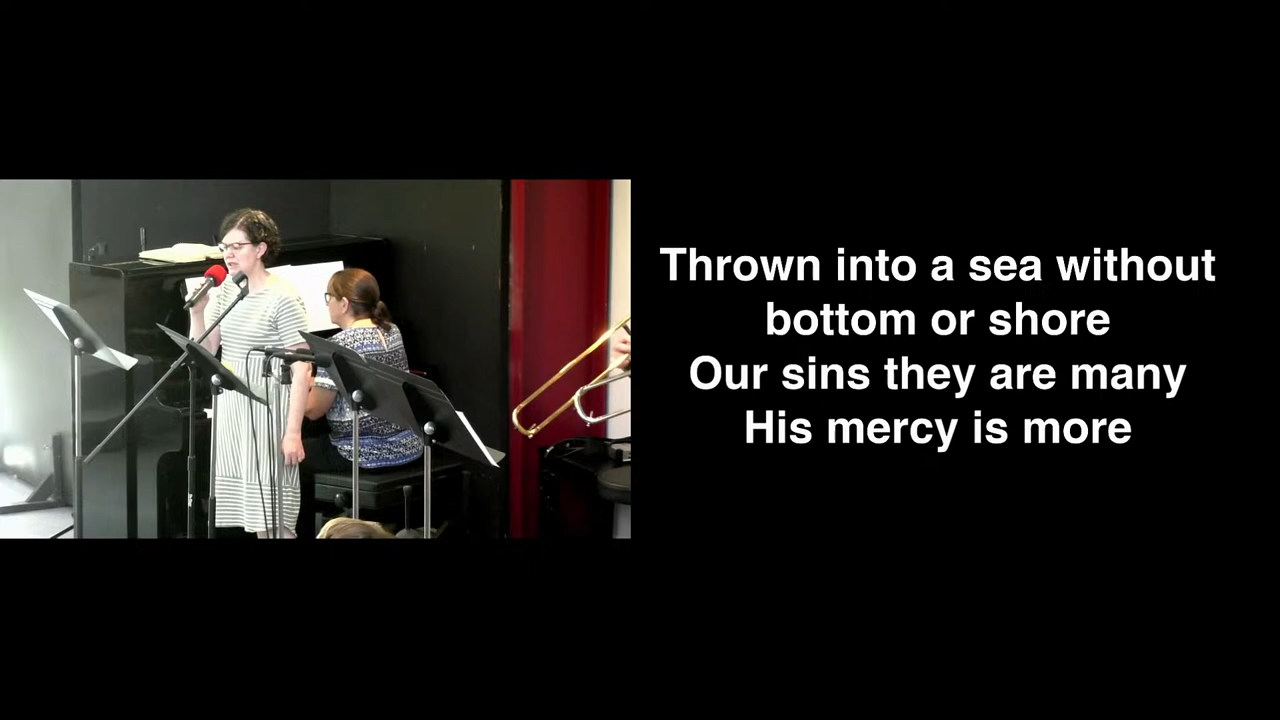 Thrown into a sea without
bottom or shore
Our sins they are many
His mercy is more